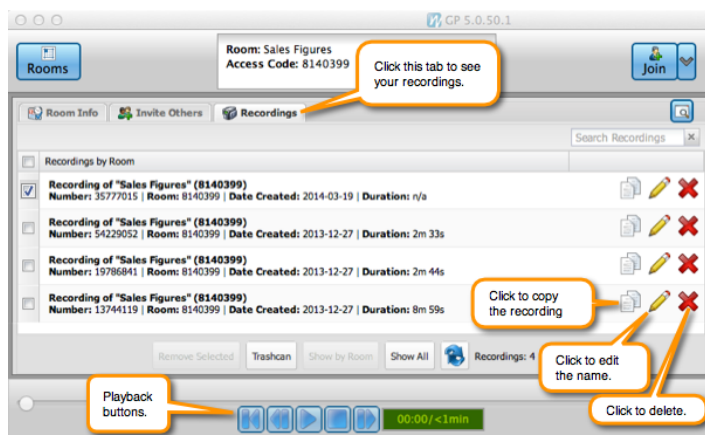 GP 5.0.50.1
Rooms
Room: Sales Figures
Access Code: 8140399
Click this tab to see
your recordings.
Join
Room Info
Invite Others
Recordings
Search Recordings
x
Recordings by Room
Recording of "Sales Figures" (8140399)
Number: 35777015 | Room: 8140399 | Date Created: 2014-03-19 | Duration: n/a
Recording of "Sales Figures" (8140399)
Number: 54229052 | Room: 8140399 | Date Created: 2013-12-27 | Duration: 2m 33s
Recording of "Sales Figures" (8140399)
Number: 19786841 | Room: 8140399 | Date Created: 2013-12-27 | Duration: 2m 44s
Recording of "Sales Figures" (8140399)
Number: 13744119 | Room: 8140399 | Date Created: 2013-12-27 | Duration: 8m 59s
Click to copy
the recording
Remove Selected
Trashcan
Show by Room
Show All
Recordings: 4
Click to edit
the name.
Click to delete.
Playback
buttons.
00:00/<1min